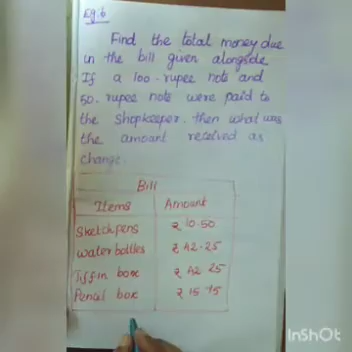 Eg:6
Find the total money due
in the bill given alongside
If a 100-rupee note and
50. rupee note were paid to
the shopkeeper. then what was
the amount received as
change.
Bill
Items Amount
Sketch pens ₹ 10.50
water bottles ₹ 42.25
Tiffin box ₹ 42 25
Pencil box ₹ 15.75
InShOt